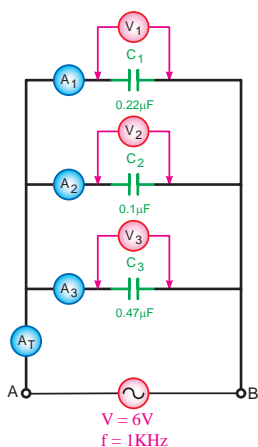 V1
A1
C1
0.22μF
V2
A2
C2
0.1μF
V3
A3
C3
0.47μF
AT
A
B
V = 6V
f = 1KHz